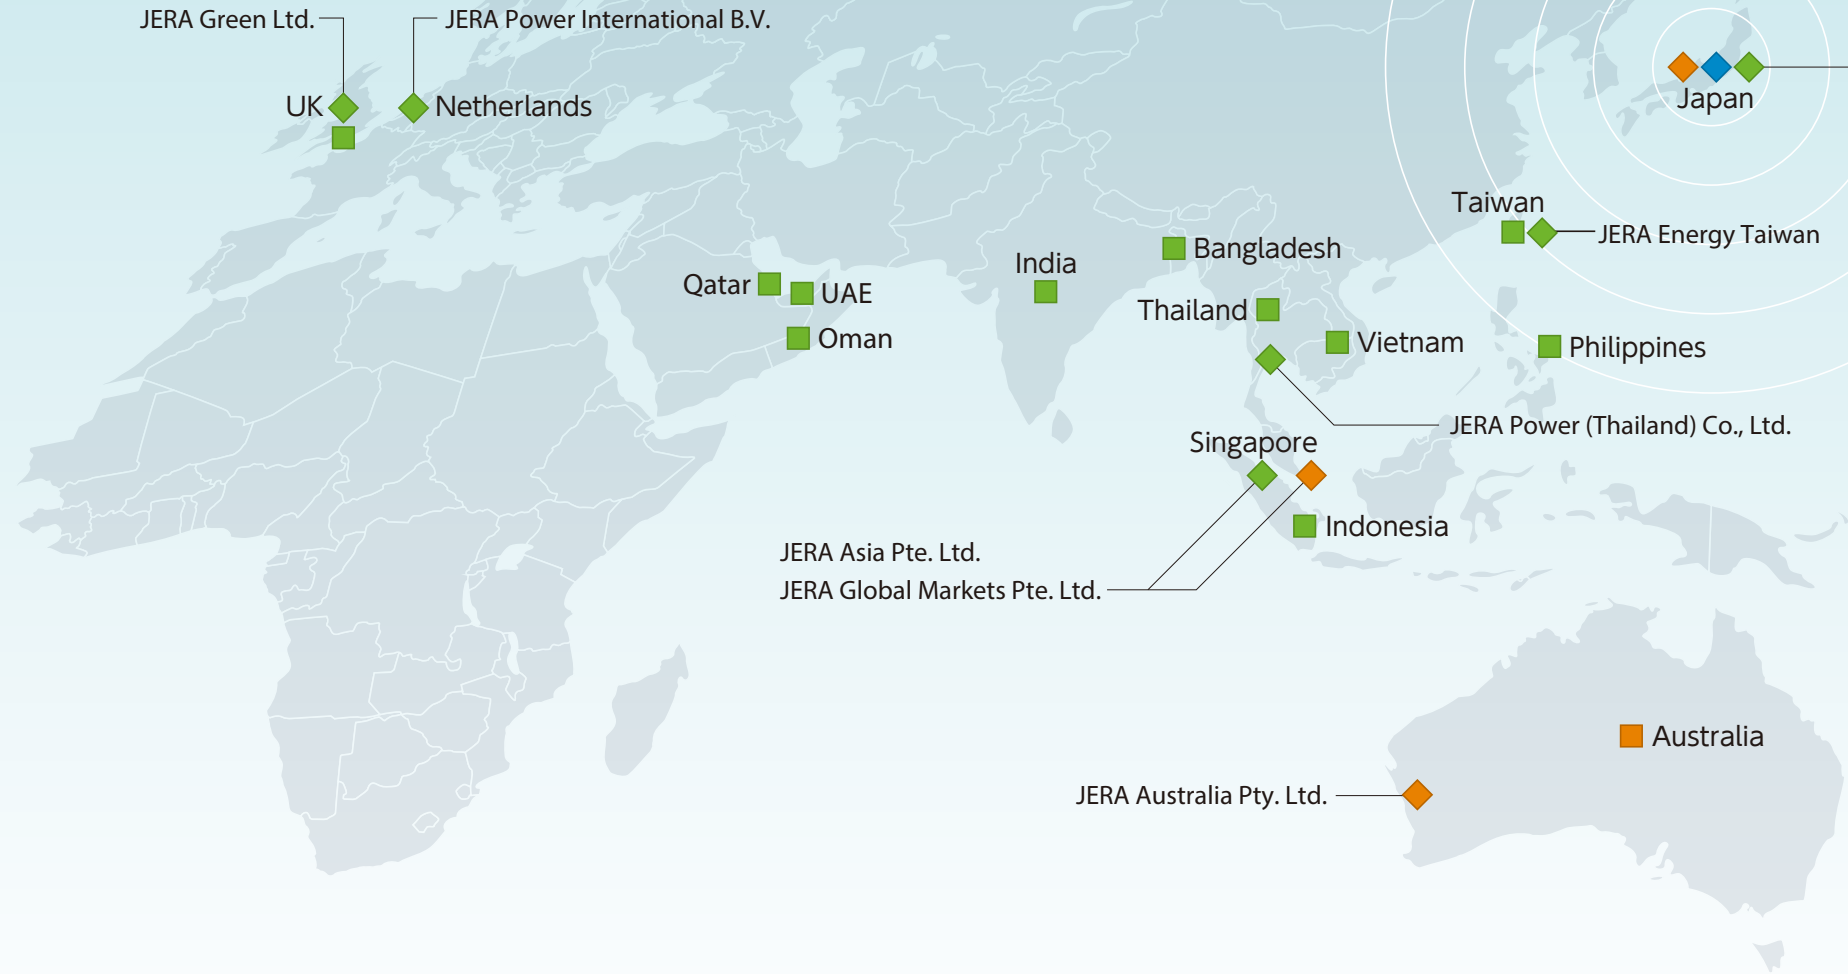 JERA Green Ltd.
JERA Power International B.V.
UK
Netherlands
Japan
Taiwan
JERA Energy Taiwan
Bangladesh
India
Qatar
UAE
Thailand
Oman
Vietnam
Philippines
JERA Power (Thailand) Co., Ltd.
Singapore
Indonesia
JERA Asia Pte. Ltd.
JERA Global Markets Pte. Ltd.
Australia
JERA Australia Pty. Ltd.